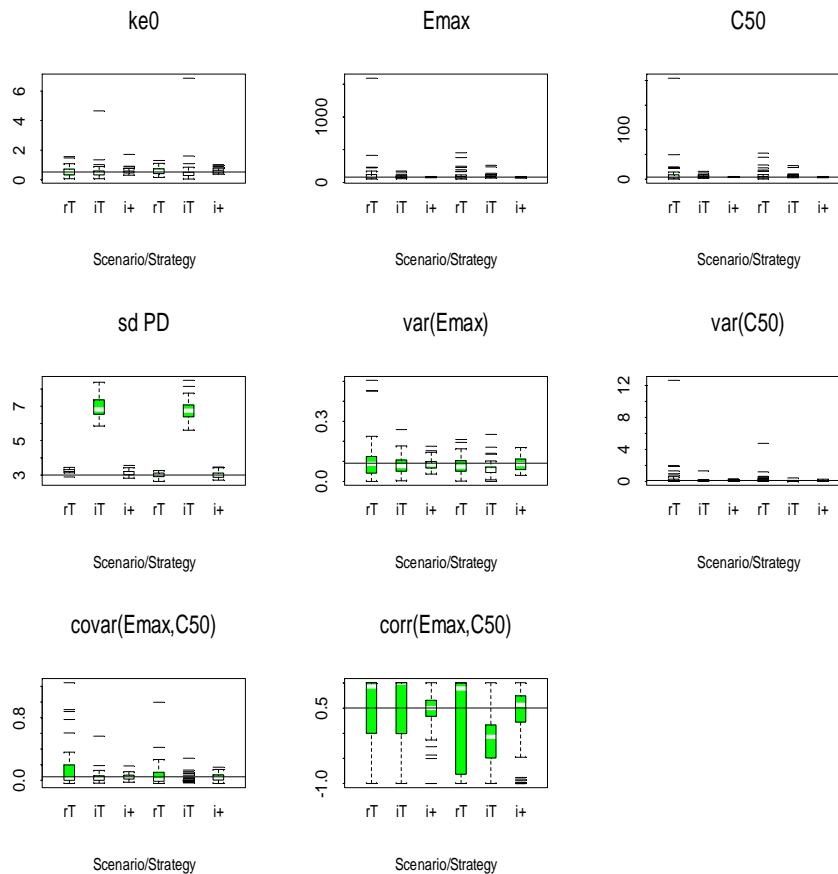 ke0
Emax
C50
6
4
2
0
1000
0
100
0
rT iT i+ rT iT i+
rT iT i+ rT iT i+
rT iT i+ rT iT i+
Scenario/Strategy
Scenario/Strategy
Scenario/Strategy
sd PD
var(Emax)
var(C50)
7
5
3
0.3
0.0
12
8
4
0
rT iT i+ rT iT i+
rT iT i+ rT iT i+
rT iT i+ rT iT i+
Scenario/Strategy
Scenario/Strategy
Scenario/Strategy
covar(Emax,C50)
corr(Emax,C50)
0.8
0.0
0.5
-1.0
rT iT i+ rT iT i+
rT iT i+ rT iT i+
Scenario/Strategy
Scenario/Strategy